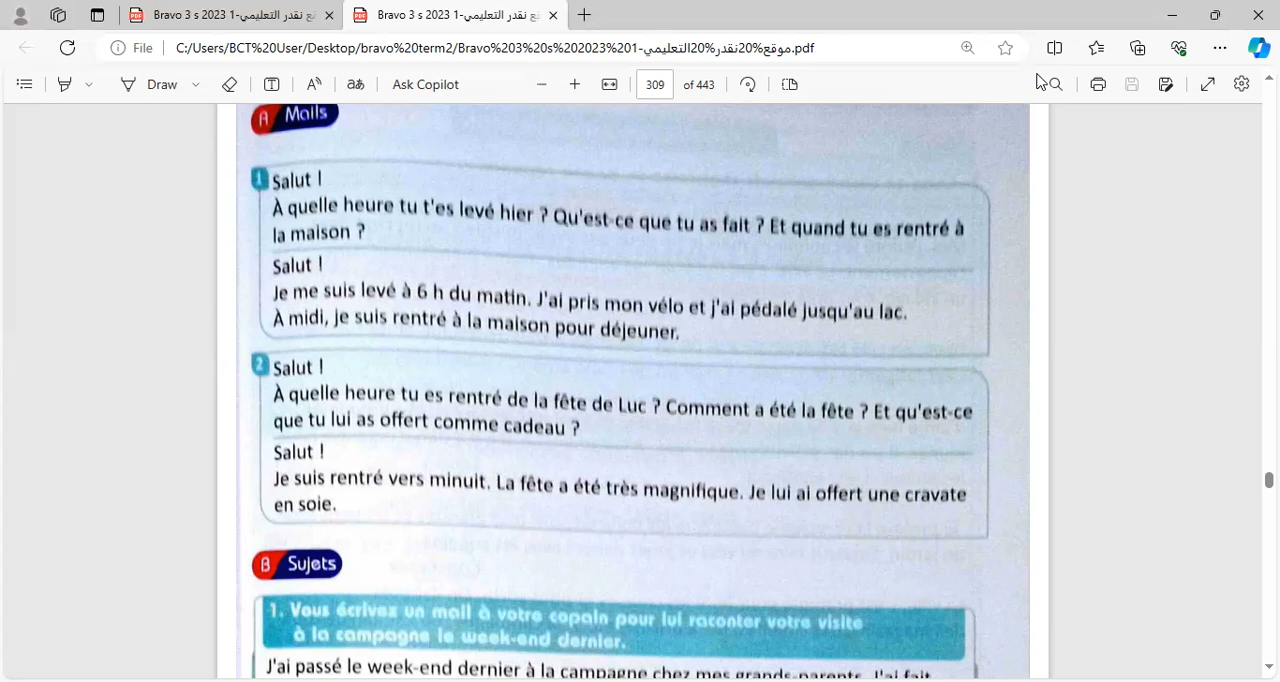 Bravo 3 s 2023 1-موقع نقدر التعليمي
Bravo 3 s 2023 1-موقع نقدر التعليمي
File
C:/Users/BCT%20User/Desktop/bravo%20term2/Bravo%203%20s%202023%201-موقع%20نقدر%20التعليمي.pdf
Draw
aあ
Ask Copilot
309 of 443
A Mails
1 Salut !
À quelle heure tu t'es levé hier ? Qu'est-ce que tu as fait ? Et quand tu es rentré à
la maison ?
Salut !
Je me suis levé à 6 h du matin. J'ai pris mon vélo et j'ai pédalé jusqu'au lac.
À midi, je suis rentré à la maison pour déjeuner.
2 Salut !
À quelle heure tu es rentré de la fête de Luc ? Comment a été la fête ? Et qu'est-ce
que tu lui as offert comme cadeau ?
Salut !
Je suis rentré vers minuit. La fête a été très magnifique. Je lui ai offert une cravate
en soie.
B Sujets
1. Vous écrivez un mail à votre copain pour lui raconter votre visite
à la campagne le week-end dernier.
J'ai passé le week-end dernier à la campagne chez mes grands-parents. J'ai fait